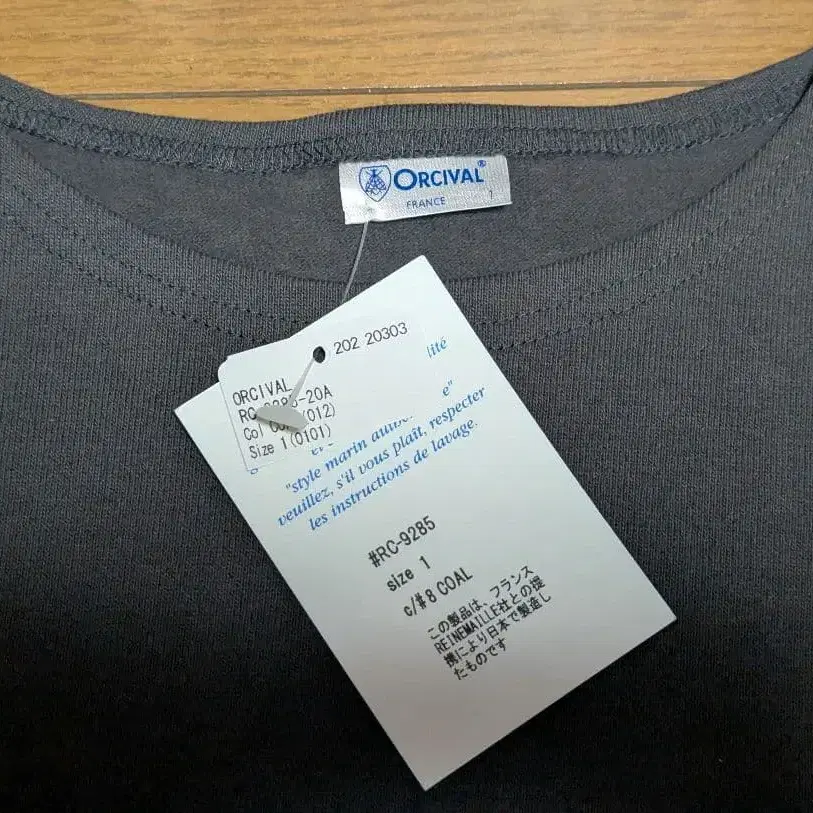 ORCIVAL®
FRANCE 1
202 20303
ORCIVAL
-20A
Col (012)
Size 1(0101)
lité
e"
"style marin
veuillez, s'il vous plaît, respecter
les instructions de lavage.
#RC-9285
size 1
c/# 8 COAL
この製品は、フランス
REINEMAILLE社との提
携により日本で製造し
たものです